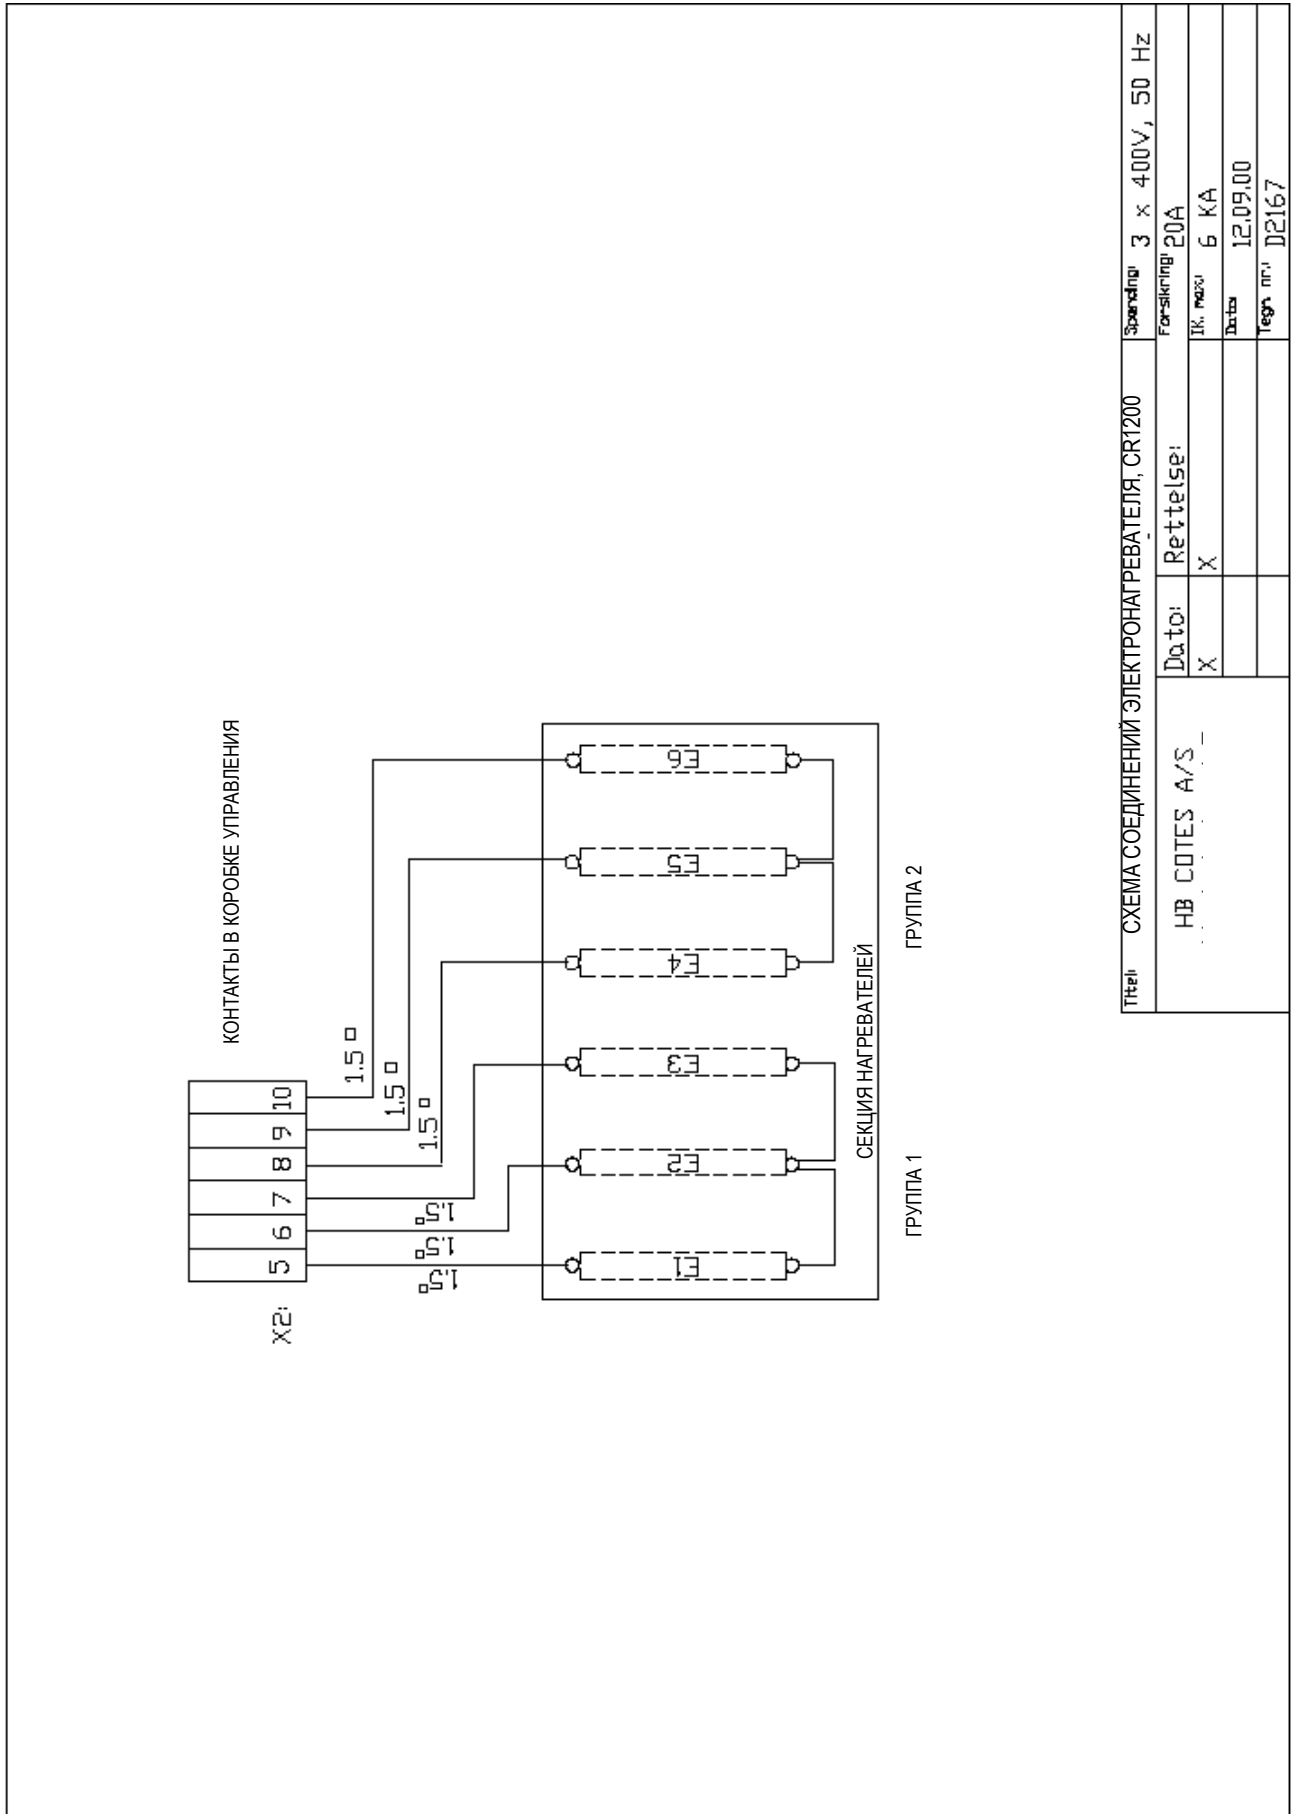 КОНТАКТЫ В КОРОБКЕ УПРАВЛЕНИЯ
X2:
5 6 7 8 9 10
1.5 □
1.5 □
1.5 □
1.5 □
1.5 □
1.5 □
E1 E2 E3 E4 E5 E6
СЕКЦИЯ НАГРЕВАТЕЛЕЙ
ГРУППА 1 ГРУППА 2
Titel: СХЕМА СОЕДИНЕНИЙ ЭЛЕКТРОНАГРЕВАТЕЛЯ, CR1200
Spænding: 3 x 400V, 50 Hz
HB COTES A/S
Dato: Rettelse:
X X
Forsikring: 20A
IK. max: 6 KA
Dato: 12.09.00
Tegn. nr.: D2167